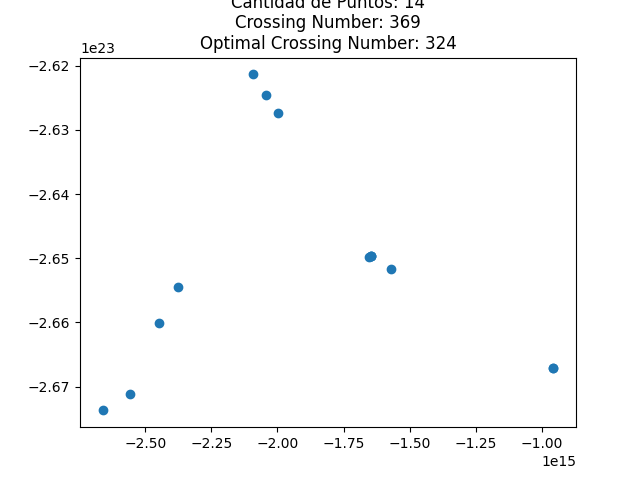 Cantidad de Puntos: 14
Crossing Number: 369
Optimal Crossing Number: 324
1e23
−2.62
−2.63
−2.64
−2.65
−2.66
−2.67
−2.50 −2.25 −2.00 −1.75 −1.50 −1.25 −1.00
1e15